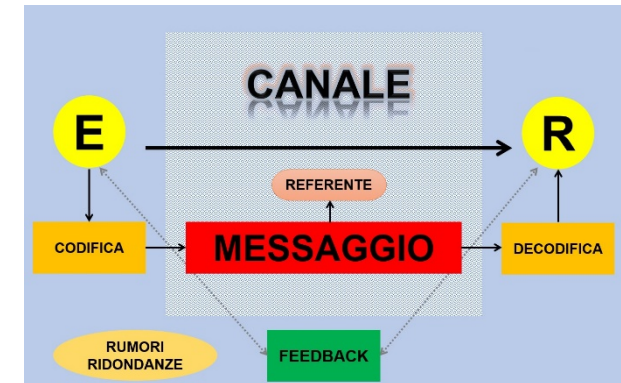 CANALE
E
R
REFERENTE
CODIFICA
MESSAGGIO
DECODIFICA
RUMORI
RIDONDANZE
FEEDBACK